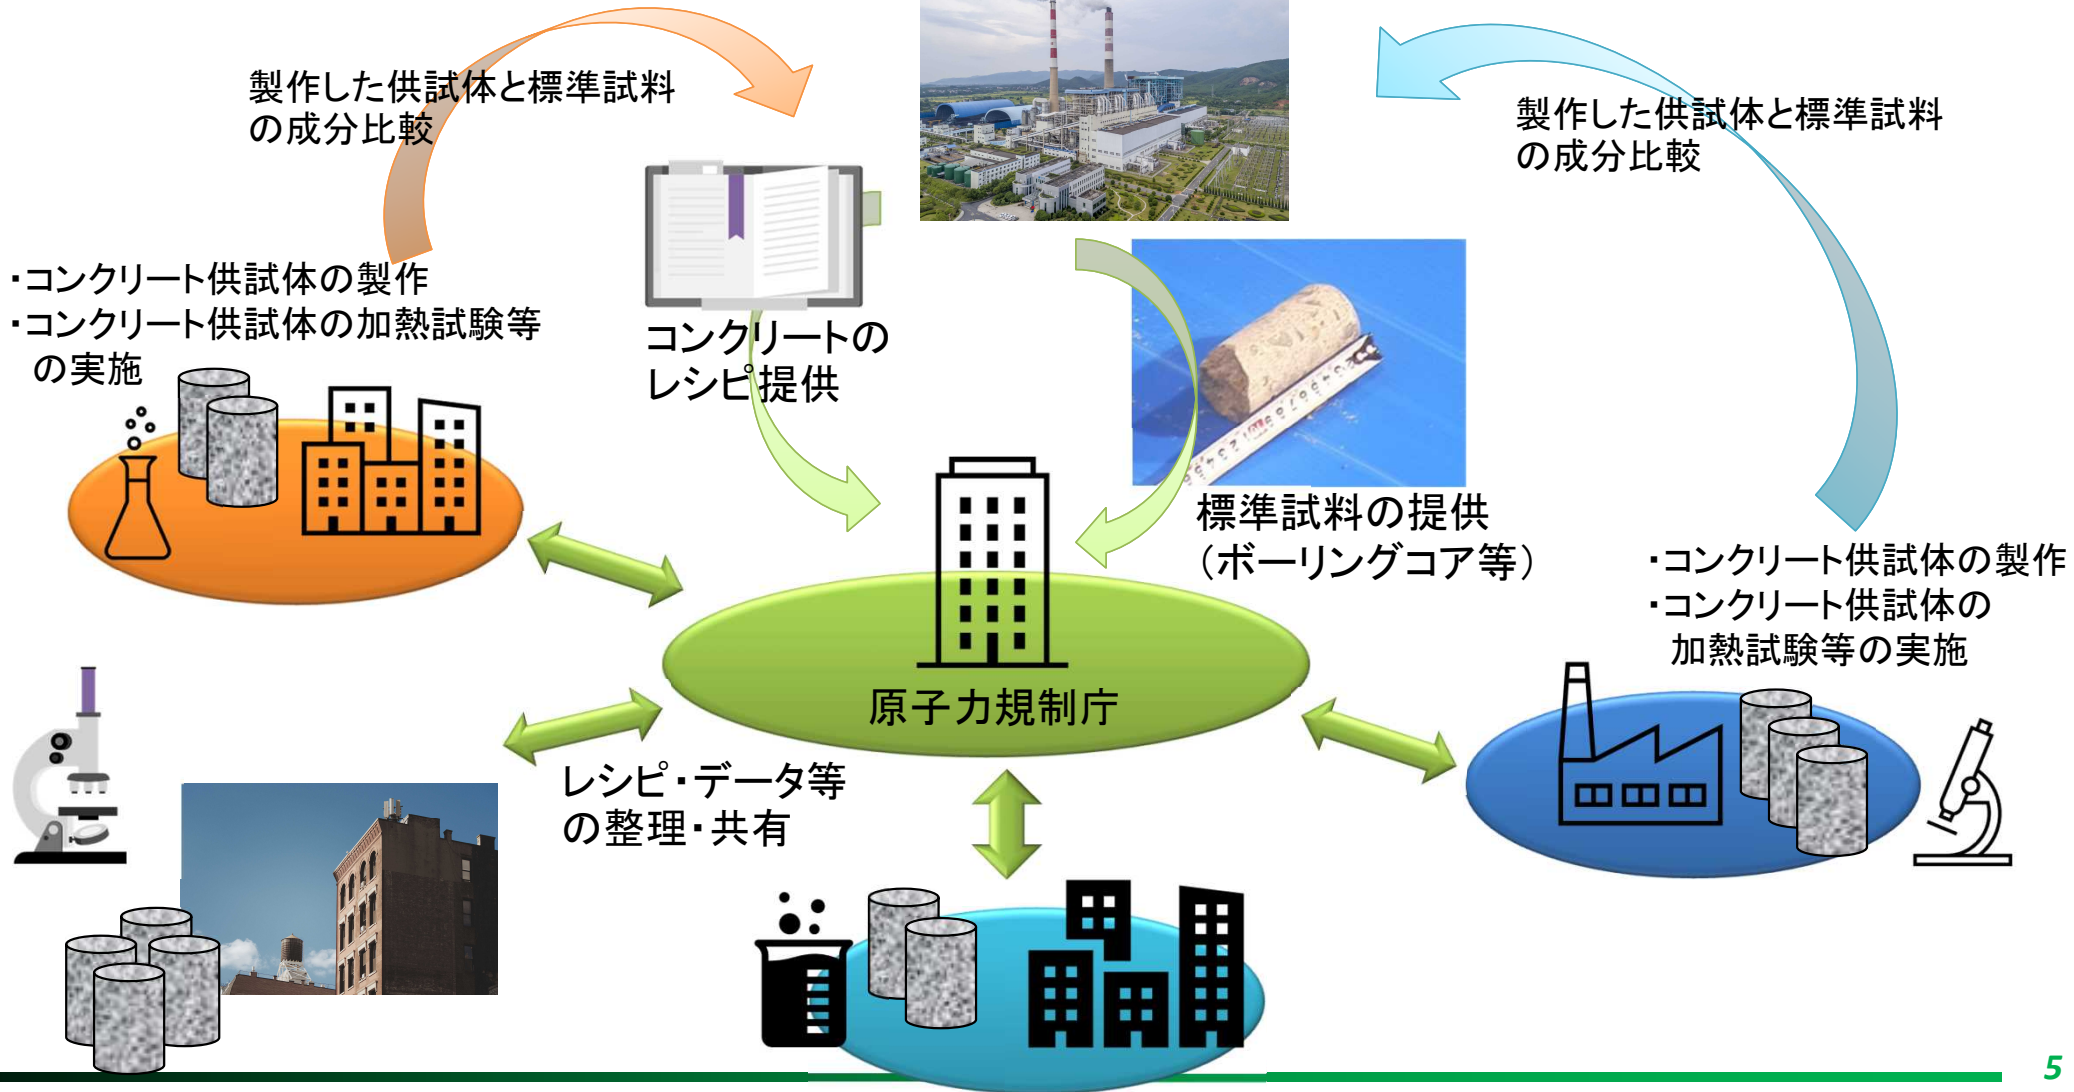 製作した供試体と標準試料
の成分比較
製作した供試体と標準試料
の成分比較
・コンクリート供試体の製作
・コンクリート供試体の加熱試験等
の実施
コンクリートの
レシピ提供
標準試料の提供
（ボーリングコア等）
・コンクリート供試体の製作
・コンクリート供試体の
加熱試験等の実施
原子力規制庁
レシピ・データ等
の整理・共有
5